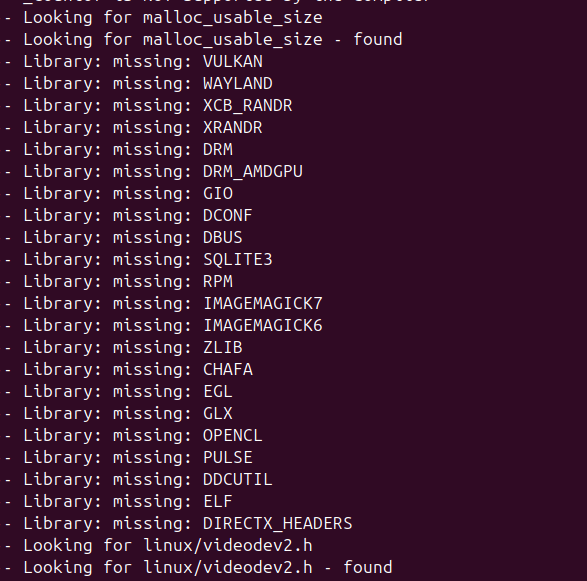 - Looking for malloc_usable_size
- Looking for malloc_usable_size - found
- Library: missing: VULKAN
- Library: missing: WAYLAND
- Library: missing: XCB_RANDR
- Library: missing: XRANDR
- Library: missing: DRM
- Library: missing: DRM_AMDGPU
- Library: missing: GIO
- Library: missing: DCONF
- Library: missing: DBUS
- Library: missing: SQLITE3
- Library: missing: RPM
- Library: missing: IMAGEMAGICK7
- Library: missing: IMAGEMAGICK6
- Library: missing: ZLIB
- Library: missing: CHAFA
- Library: missing: EGL
- Library: missing: GLX
- Library: missing: OPENCL
- Library: missing: PULSE
- Library: missing: DDCUTIL
- Library: missing: ELF
- Library: missing: DIRECTX_HEADERS
- Looking for linux/videodev2.h
- Looking for linux/videodev2.h - found